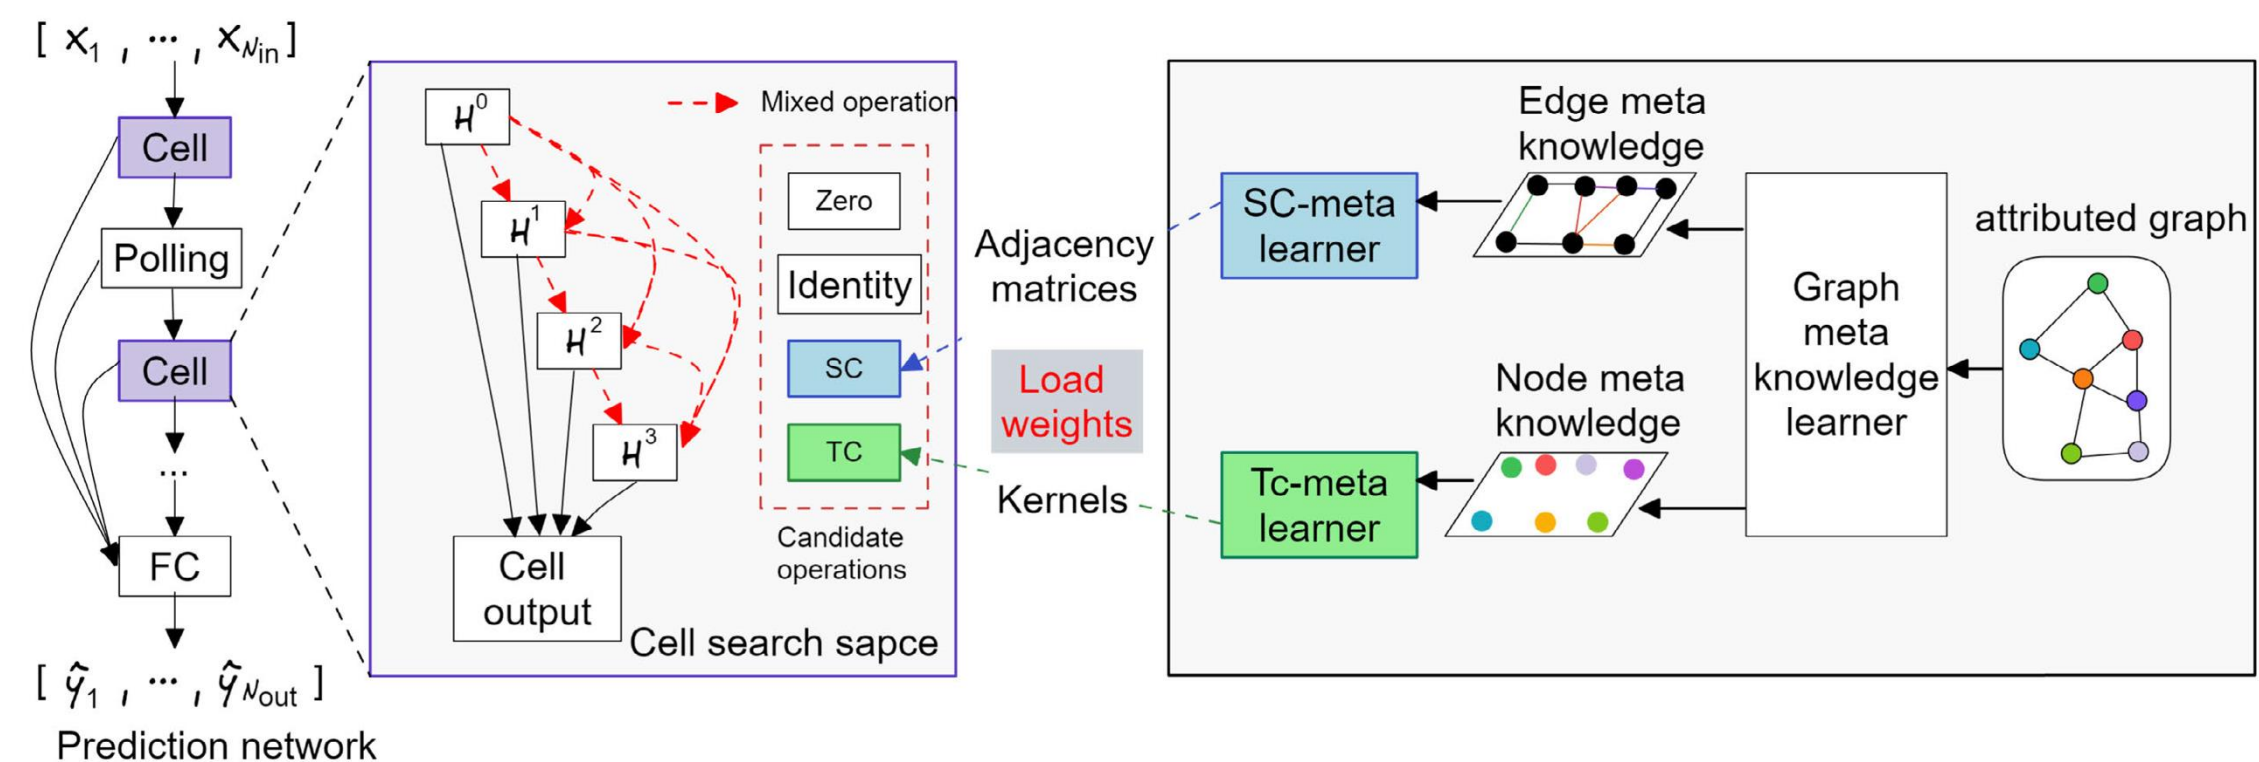 [ x1 , ... , xNin ]
Cell
Polling
Cell
...
FC
[ ŷ1 , ... , ŷNout ]
Prediction network
H0
H1
H2
H3
Cell
output
Mixed operation
Zero
Identity
SC
TC
Candidate
operations
Cell search sapce
Adjacency
matrices
Load
weights
Kernels
SC-meta
learner
Tc-meta
learner
Edge meta
knowledge
Node meta
knowledge
Graph
meta
knowledge
learner
attributed graph